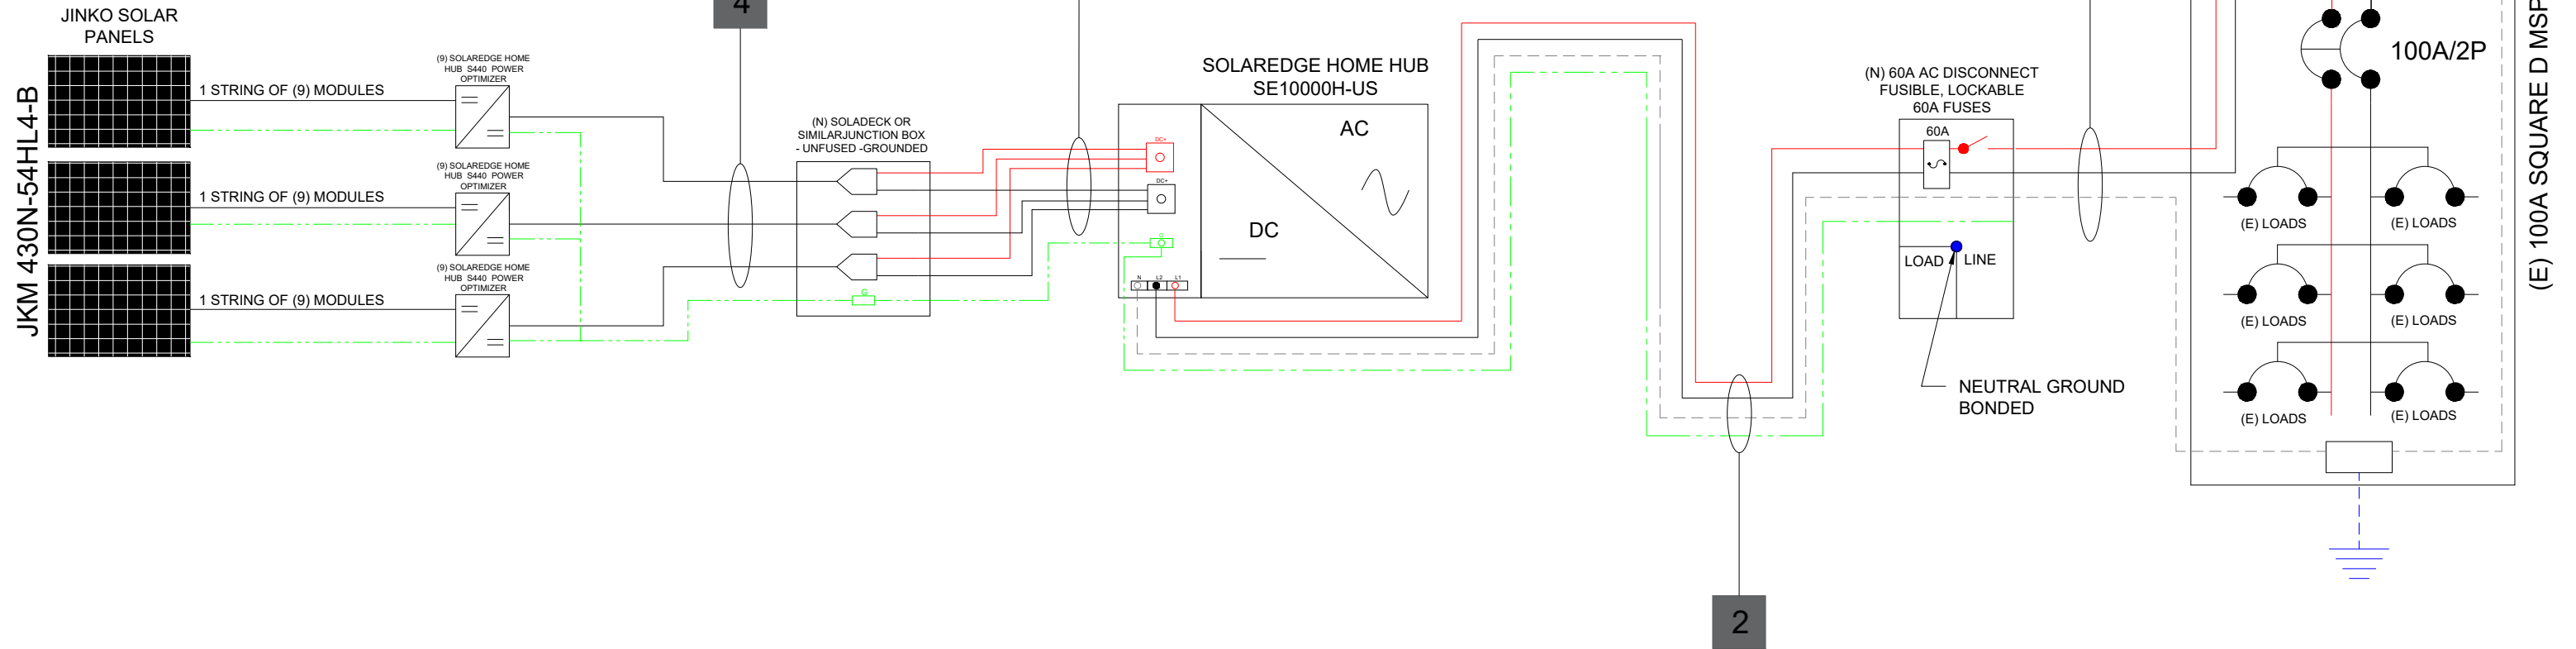 JINKO SOLAR
PANELS
JKM 430N-54HL4-B
1 STRING OF (9) MODULES
1 STRING OF (9) MODULES
1 STRING OF (9) MODULES
(9) SOLAREDGE HOME
HUB S440 POWER
OPTIMIZER
(9) SOLAREDGE HOME
HUB S440 POWER
OPTIMIZER
(9) SOLAREDGE HOME
HUB S440 POWER
OPTIMIZER
4
(N) SOLADECK OR
SIMILARJUNCTION BOX
- UNFUSED -GROUNDED
G
SOLAREDGE HOME HUB
SE10000H-US
DC+
DC+
G
N L2 L1
AC
DC
2
(N) 60A AC DISCONNECT
FUSIBLE, LOCKABLE
60A FUSES
60A
LOAD LINE
NEUTRAL GROUND
BONDED
100A/2P
(E) LOADS
(E) LOADS
(E) LOADS
(E) LOADS
(E) LOADS
(E) LOADS
(E) 100A SQUARE D MSP